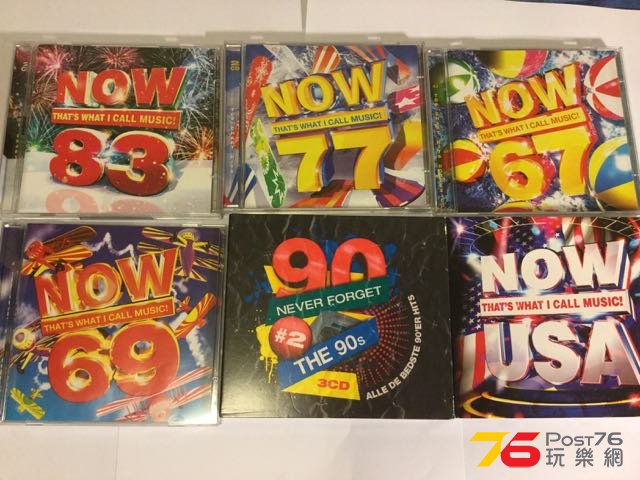 NOW
THAT'S WHAT I CALL MUSIC!
83
2
CD
NOW
THAT'S WHAT I CALL MUSIC!
77
NOW
THAT'S WHAT I CALL MUSIC!
67
NOW
THAT'S WHAT I CALL MUSIC!
69
90
NEVER FORGET
#2
THE 90s
3CD
ALLE DE BEDSTE 90'ER HITS
NOW
THAT'S WHAT I CALL MUSIC!
USA
76 POST76
玩樂網